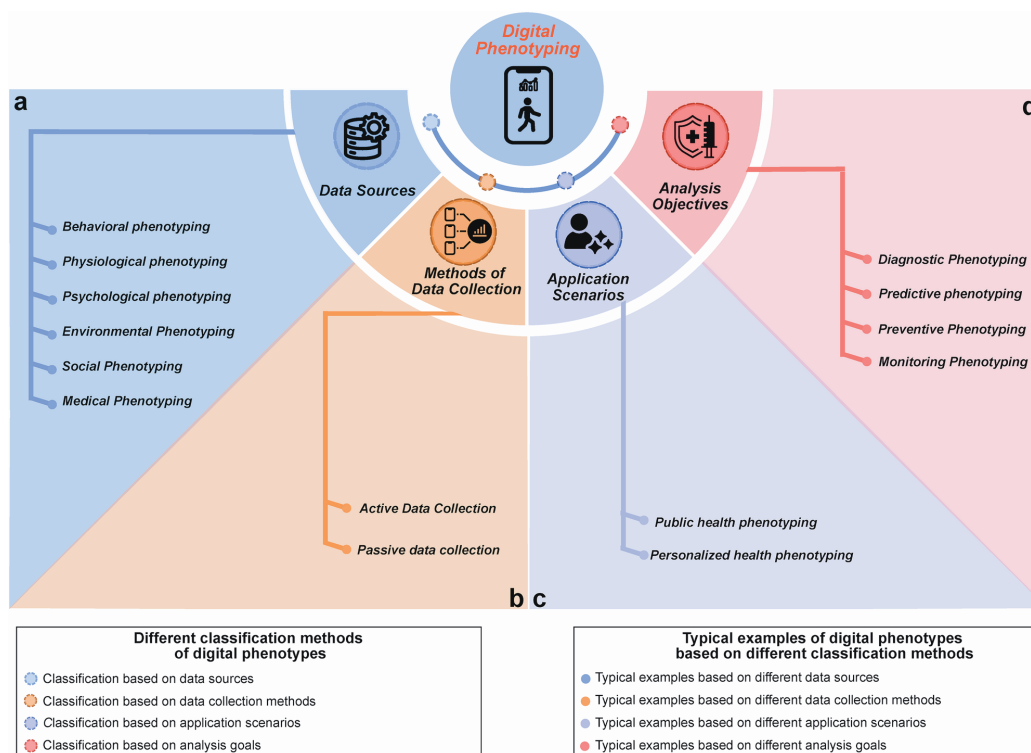 Digital
Phenotyping
a
d
Data Sources
Methods of
Data Collection
Application
Scenarios
Analysis
Objectives
Behavioral phenotyping
Physiological phenotyping
Psychological phenotyping
Environmental Phenotyping
Social Phenotyping
Medical Phenotyping
Active Data Collection
Passive data collection
Public health phenotyping
Personalized health phenotyping
Diagnostic Phenotyping
Predictive phenotyping
Preventive Phenotyping
Monitoring Phenotyping
b
c
Different classification methods
of digital phenotypes
Classification based on data sources
Classification based on data collection methods
Classification based on application scenarios
Classification based on analysis goals
Typical examples of digital phenotypes
based on different classification methods
Typical examples based on different data sources
Typical examples based on different data collection methods
Typical examples based on different application scenarios
Typical examples based on different analysis goals